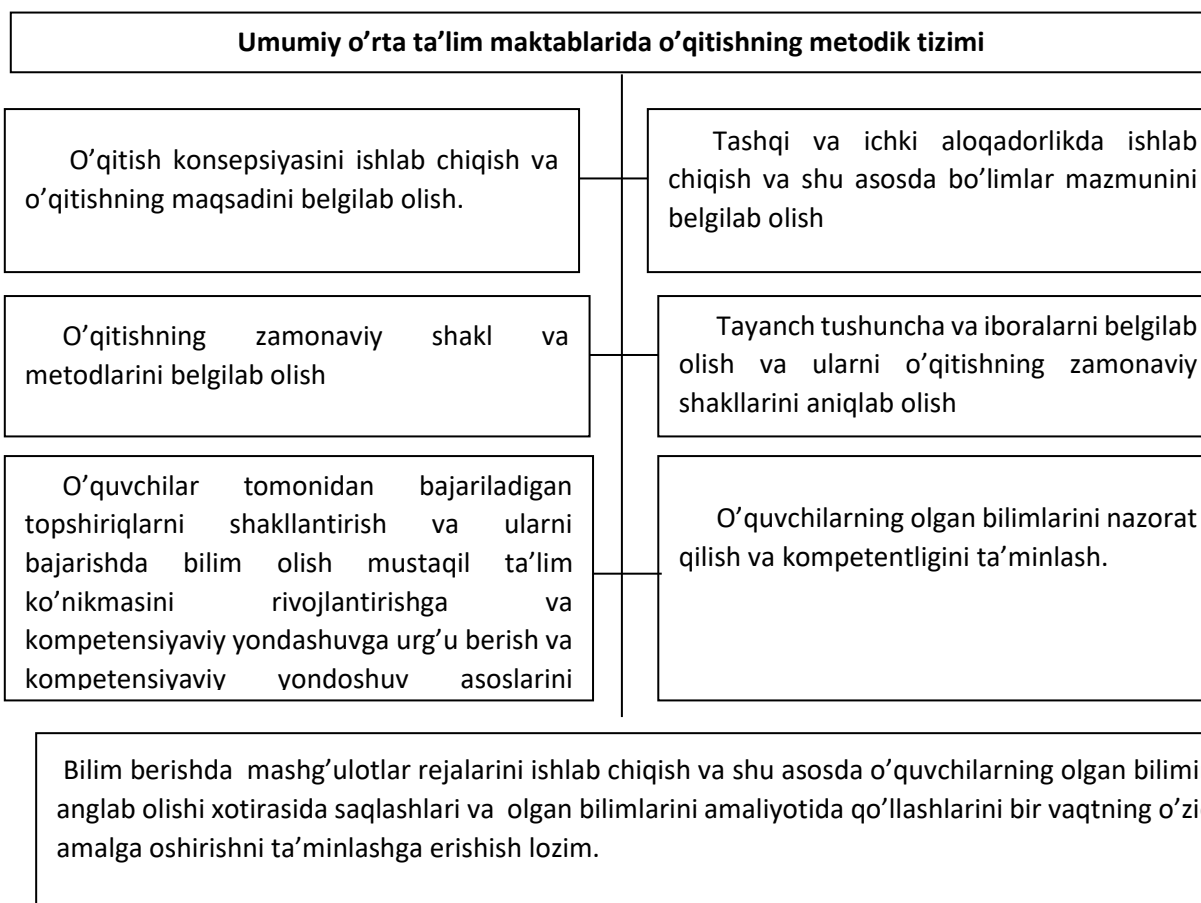 Umumiy o’rta ta’lim maktablarida o’qitishning metodik tizimi
O’qitish konsepsiyasini ishlab chiqish va
o’qitishning maqsadini belgilab olish.
Tashqi va ichki aloqadorlikda ishlab
chiqish va shu asosda bo’limlar mazmunini
belgilab olish
O’qitishning zamonaviy shakl va
metodlarini belgilab olish
Tayanch tushuncha va iboralarni belgilab
olish va ularni o’qitishning zamonaviy
shakllarini aniqlab olish
O’quvchilar tomonidan bajariladigan
topshiriqlarni shakllantirish va ularni
bajarishda bilim olish mustaqil ta’lim
ko’nikmasini rivojlantirishga va
kompetensiyaviy yondashuvga urg’u berish va
kompetensiyaviy yondoshuv asoslarini
O’quvchilarning olgan bilimlarini nazorat
qilish va kompetentligini ta’minlash.
Bilim berishda mashg’ulotlar rejalarini ishlab chiqish va shu asosda o’quvchilarning olgan bilimi
anglab olishi xotirasida saqlashlari va olgan bilimlarini amaliyotida qo’llashlarini bir vaqtning
amalga oshirishni ta’minlashga erishish lozim.